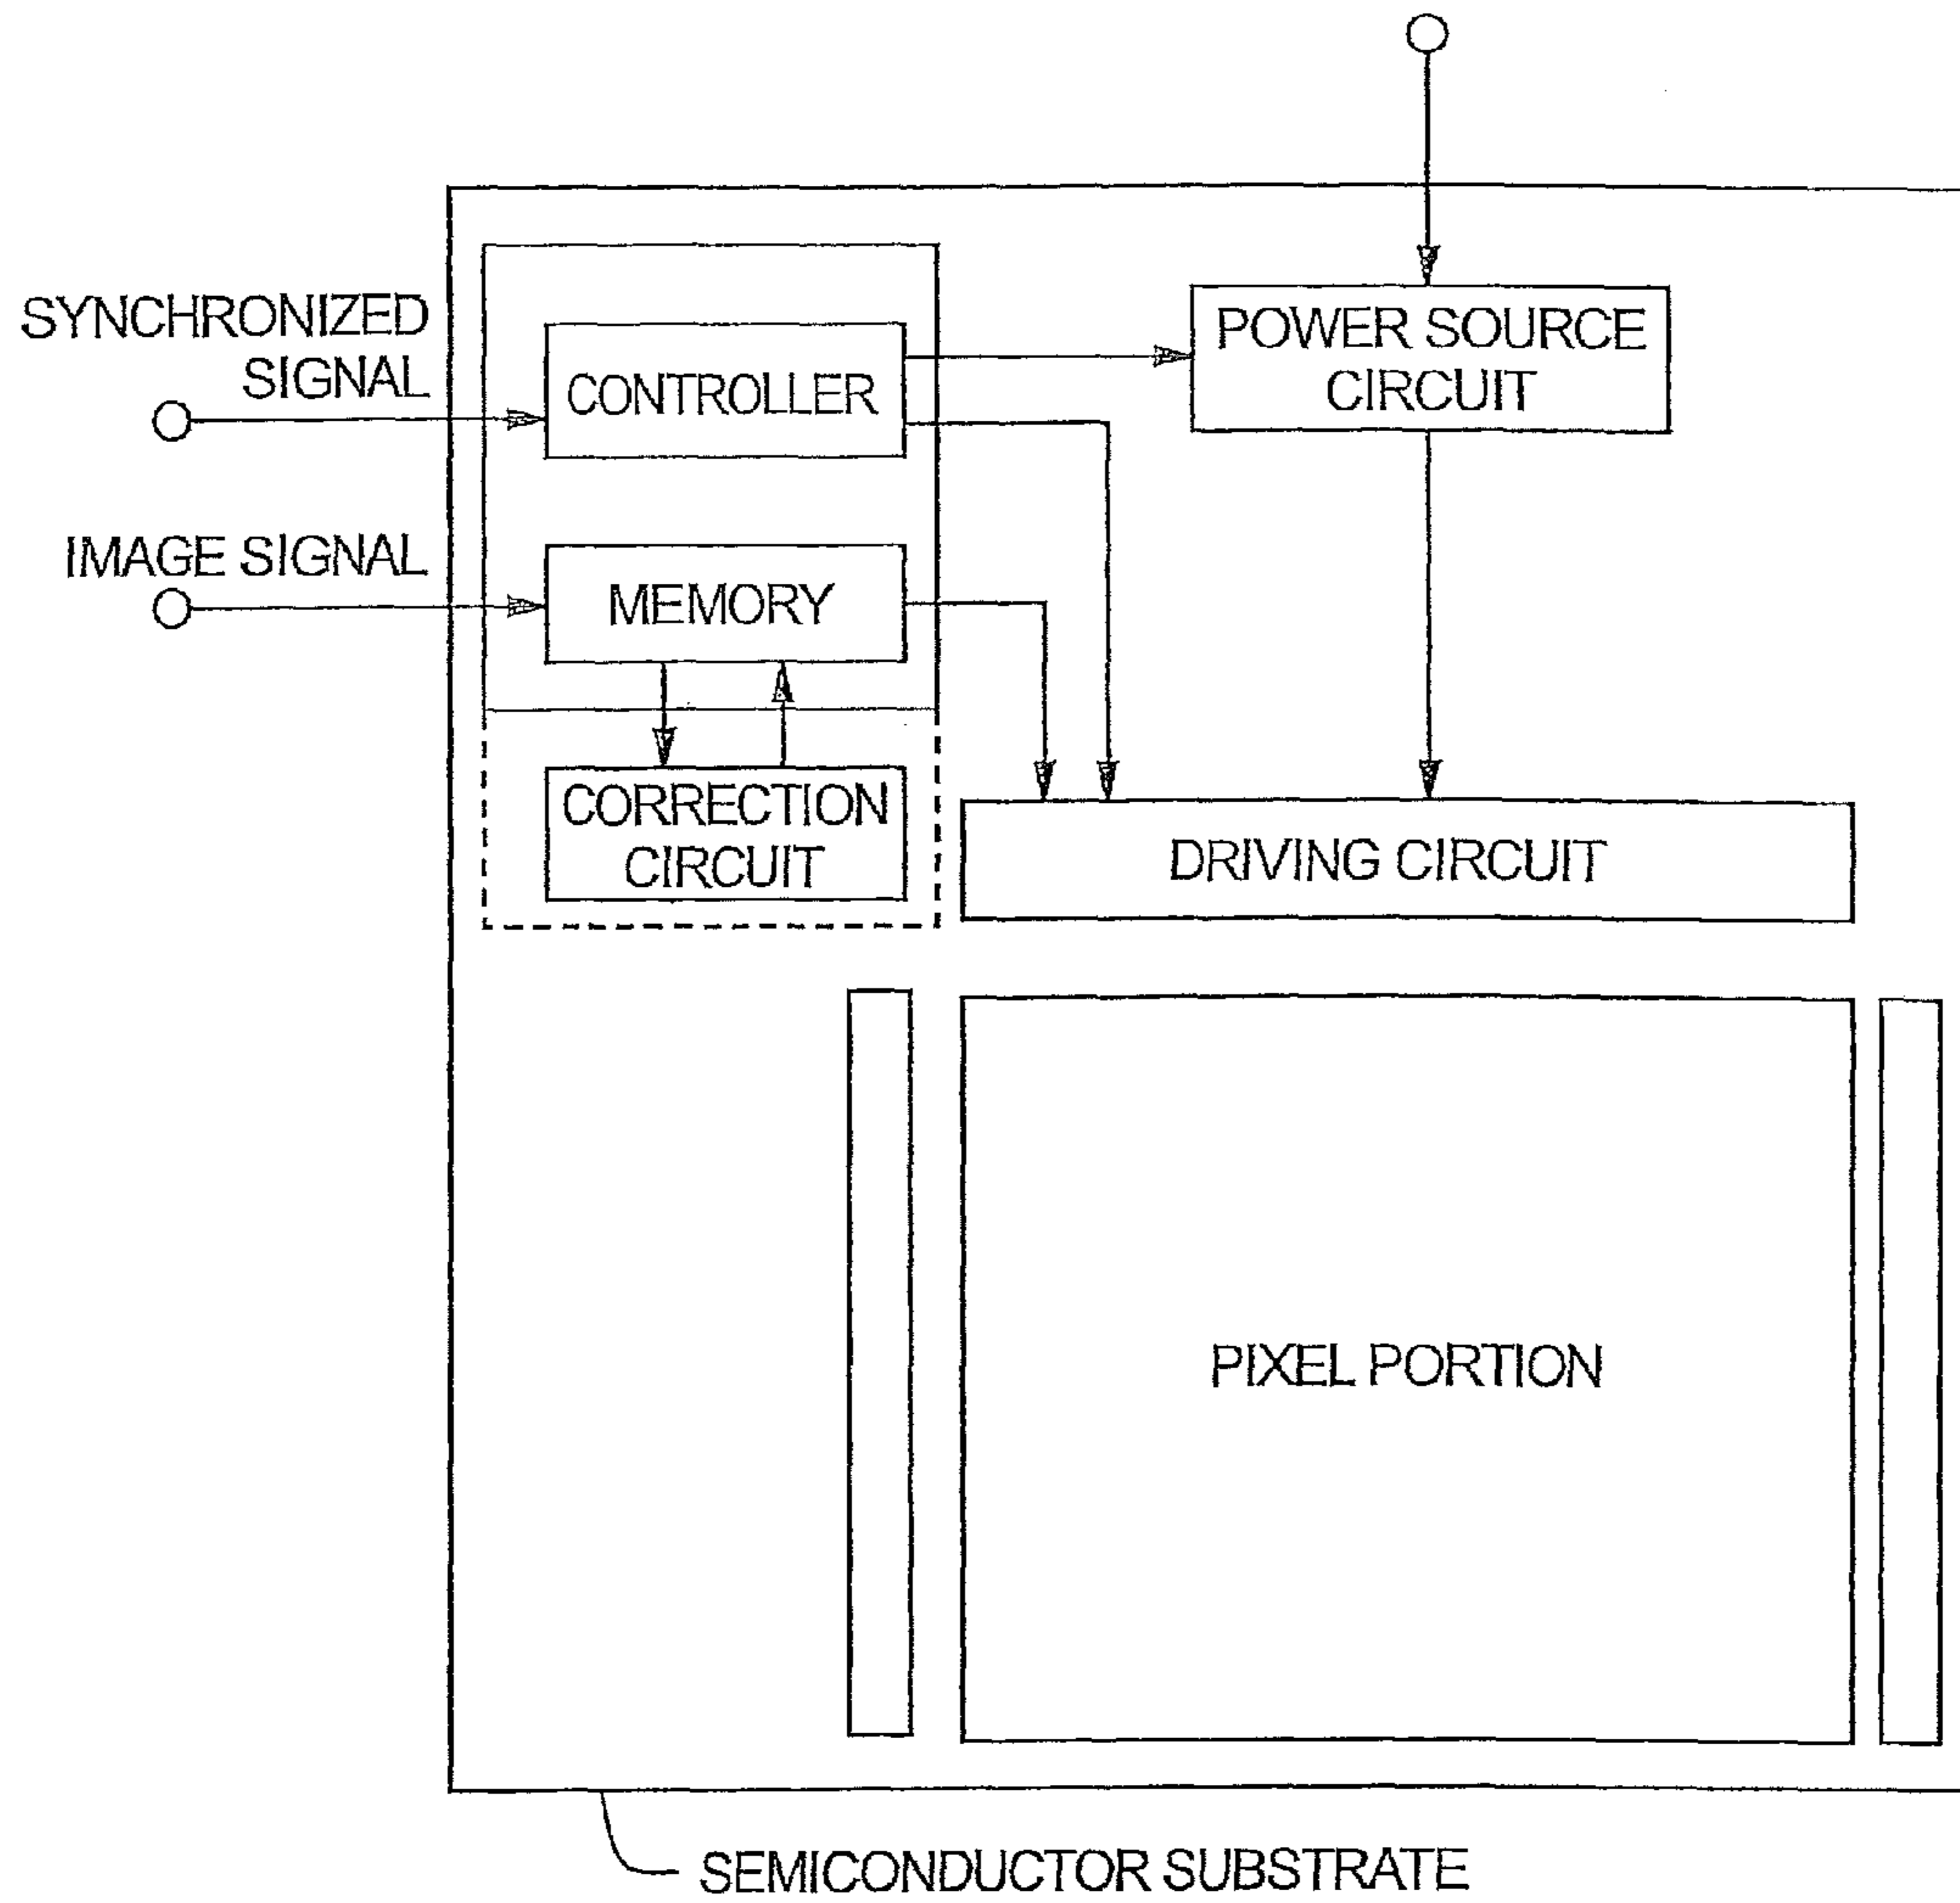 SYNCHRONIZED
SIGNAL
CONTROLLER
POWER SOURCE
CIRCUIT
IMAGE SIGNAL
MEMORY
CORRECTION
CIRCUIT
DRIVING CIRCUIT
PIXEL PORTION
SEMICONDUCTOR SUBSTRATE